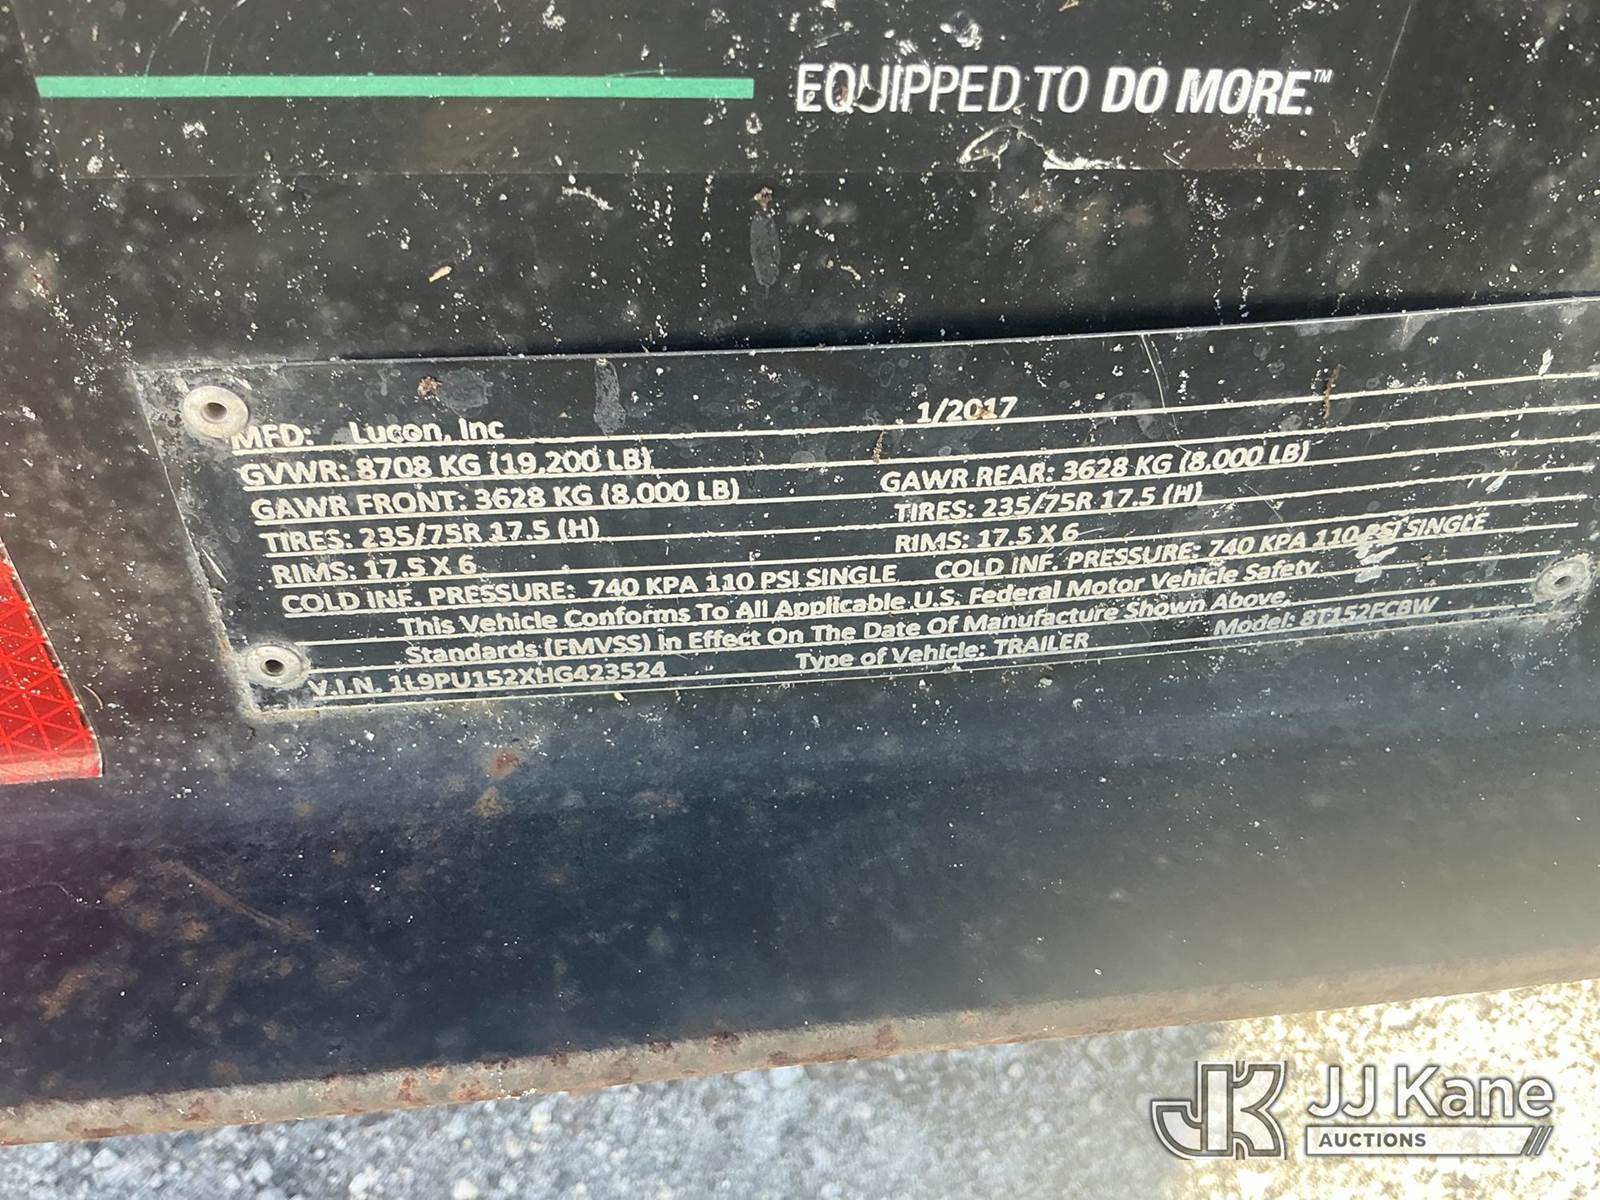 EQUIPPED TO DO MORE.™
MFD: Lucon, Inc 1/2017
GVWR: 8708 KG (19,200 LB)
GAWR FRONT: 3628 KG (8,000 LB) GAWR REAR: 3628 KG (8,000 LB)
TIRES: 235/75R 17.5 (H) TIRES: 235/75R 17.5 (H)
RIMS: 17.5 X 6 RIMS: 17.5 X 6
COLD INF. PRESSURE: 740 KPA 110 PSI SINGLE COLD INF. PRESSURE: 740 KPA 110 PSI SINGLE
This Vehicle Conforms To All Applicable U.S. Federal Motor Vehicle Safety
Standards (FMVSS) In Effect On The Date Of Manufacture Shown Above,
V.I.N. 1L9PU152XHG423524 Type of Vehicle: TRAILER Model: 8T152FCBW
JK JJ Kane
AUCTIONS